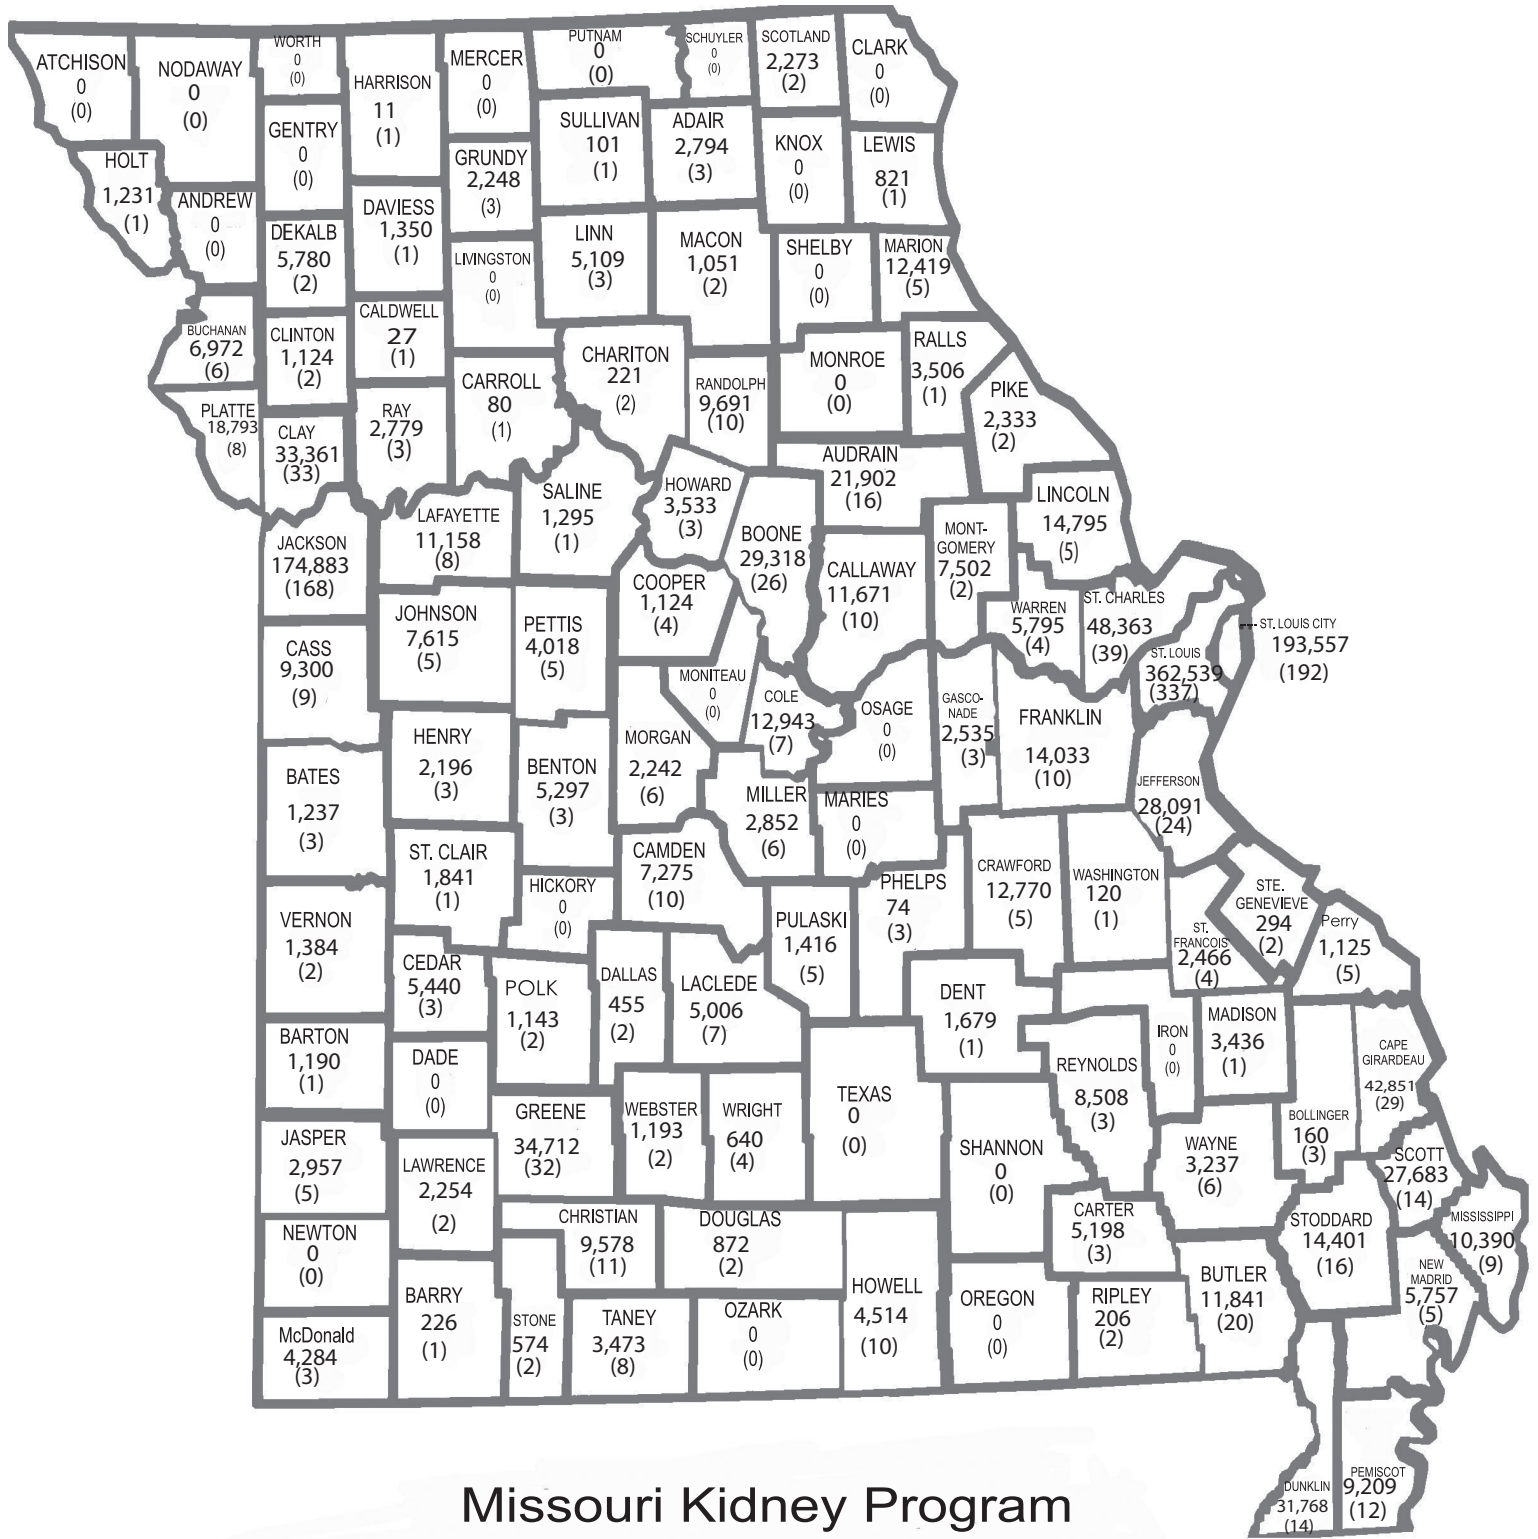 ATCHISON
0
(0)
NODAWAY
0
(0)
WORTH
0
(0)
HARRISON
11
(1)
MERCER
0
(0)
PUTNAM
0
(0)
SCHUYLER
0
(0)
SCOTLAND
2,273
(2)
CLARK
0
(0)
HOLT
1,231
(1)
ANDREW
0
(0)
GENTRY
0
(0)
GRUNDY
2,248
(3)
SULLIVAN
101
(1)
ADAIR
2,794
(3)
KNOX
0
(0)
LEWIS
821
(1)
DEKALB
5,780
(2)
DAVIESS
1,350
(1)
LIVINGSTON
0
(0)
LINN
5,109
(3)
MACON
1,051
(2)
SHELBY
0
(0)
MARION
12,419
(5)
BUCHANAN
6,972
(6)
CLINTON
1,124
(2)
CALDWELL
27
(1)
CARROLL
80
(1)
CHARITON
221
(2)
RANDOLPH
9,691
(10)
MONROE
0
(0)
RALLS
3,506
(1)
PIKE
2,333
(2)
PLATTE
18,793
(8)
CLAY
33,361
(33)
RAY
2,779
(3)
AUDRAIN
21,902
(16)
JACKSON
174,883
(168)
LAFAYETTE
11,158
(8)
SALINE
1,295
(1)
HOWARD
3,533
(3)
BOONE
29,318
(26)
CALLAWAY
11,671
(10)
MONT-
GOMERY
7,502
(2)
LINCOLN
14,795
(5)
COOPER
1,124
(4)
WARREN
5,795
(4)
ST. CHARLES
48,363
(39)
ST. LOUIS
362,539
(337)
ST. LOUIS CITY
193,557
(192)
CASS
9,300
(9)
JOHNSON
7,615
(5)
PETTIS
4,018
(5)
MONITEAU
0
(0)
COLE
12,943
(7)
OSAGE
0
(0)
GASCO-
NADE
2,535
(3)
FRANKLIN
14,033
(10)
JEFFERSON
28,091
(24)
BATES
1,237
(3)
HENRY
2,196
(3)
BENTON
5,297
(3)
MORGAN
2,242
(6)
MILLER
2,852
(6)
MARIES
0
(0)
ST. CLAIR
1,841
(1)
HICKORY
0
(0)
CAMDEN
7,275
(10)
PULASKI
1,416
(5)
PHELPS
74
(3)
CRAWFORD
12,770
(5)
WASHINGTON
120
(1)
ST.
FRANCOIS
2,466
(4)
STE.
GENEVIEVE
294
(2)
Perry
1,125
(5)
VERNON
1,384
(2)
CEDAR
5,440
(3)
POLK
1,143
(2)
DALLAS
455
(2)
LACLEDE
5,006
(7)
DENT
1,679
(1)
IRON
0
(0)
MADISON
3,436
(1)
CAPE
GIRARDEAU
42,851
(29)
BARTON
1,190
(1)
DADE
0
(0)
GREENE
34,712
(32)
WEBSTER
1,193
(2)
WRIGHT
640
(4)
TEXAS
0
(0)
REYNOLDS
8,508
(3)
SHANNON
0
(0)
WAYNE
3,237
(6)
BOLLINGER
160
(3)
SCOTT
27,683
(14)
JASPER
2,957
(5)
LAWRENCE
2,254
(2)
CHRISTIAN
9,578
(11)
DOUGLAS
872
(2)
CARTER
5,198
(3)
STODDARD
14,401
(16)
MISSISSIPPI
10,390
(9)
NEWTON
0
(0)
BARRY
226
(1)
STONE
574
(2)
TANEY
3,473
(8)
OZARK
0
(0)
HOWELL
4,514
(10)
OREGON
0
(0)
RIPLEY
206
(2)
BUTLER
11,841
(20)
NEW
MADRID
5,757
(5)
McDonald
4,284
(3)
DUNKLIN
31,768
(14)
PEMISCOT
9,209
(12)
Missouri Kidney Program